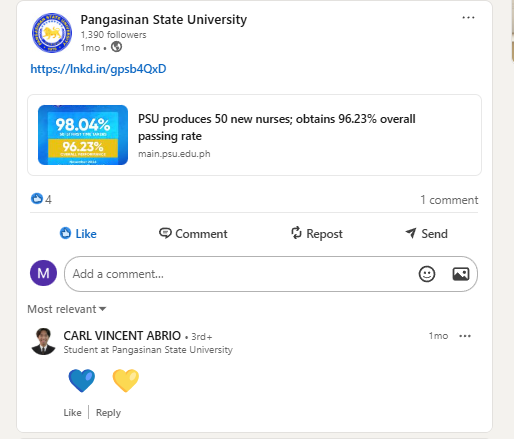 Pangasinan State University
1,390 followers
1mo •
https://lnkd.in/gpsb4QxD
98.04%
96.23%
OVERALL PERFORMANCE
PSU produces 50 new nurses; obtains 96.23% overall
passing rate
main.psu.edu.ph
4
1 comment
Like
Comment
Repost
Send
M
Add a comment...
Most relevant
CARL VINCENT ABRIO • 3rd+
1mo
Student at Pangasinan State University
Like
Reply